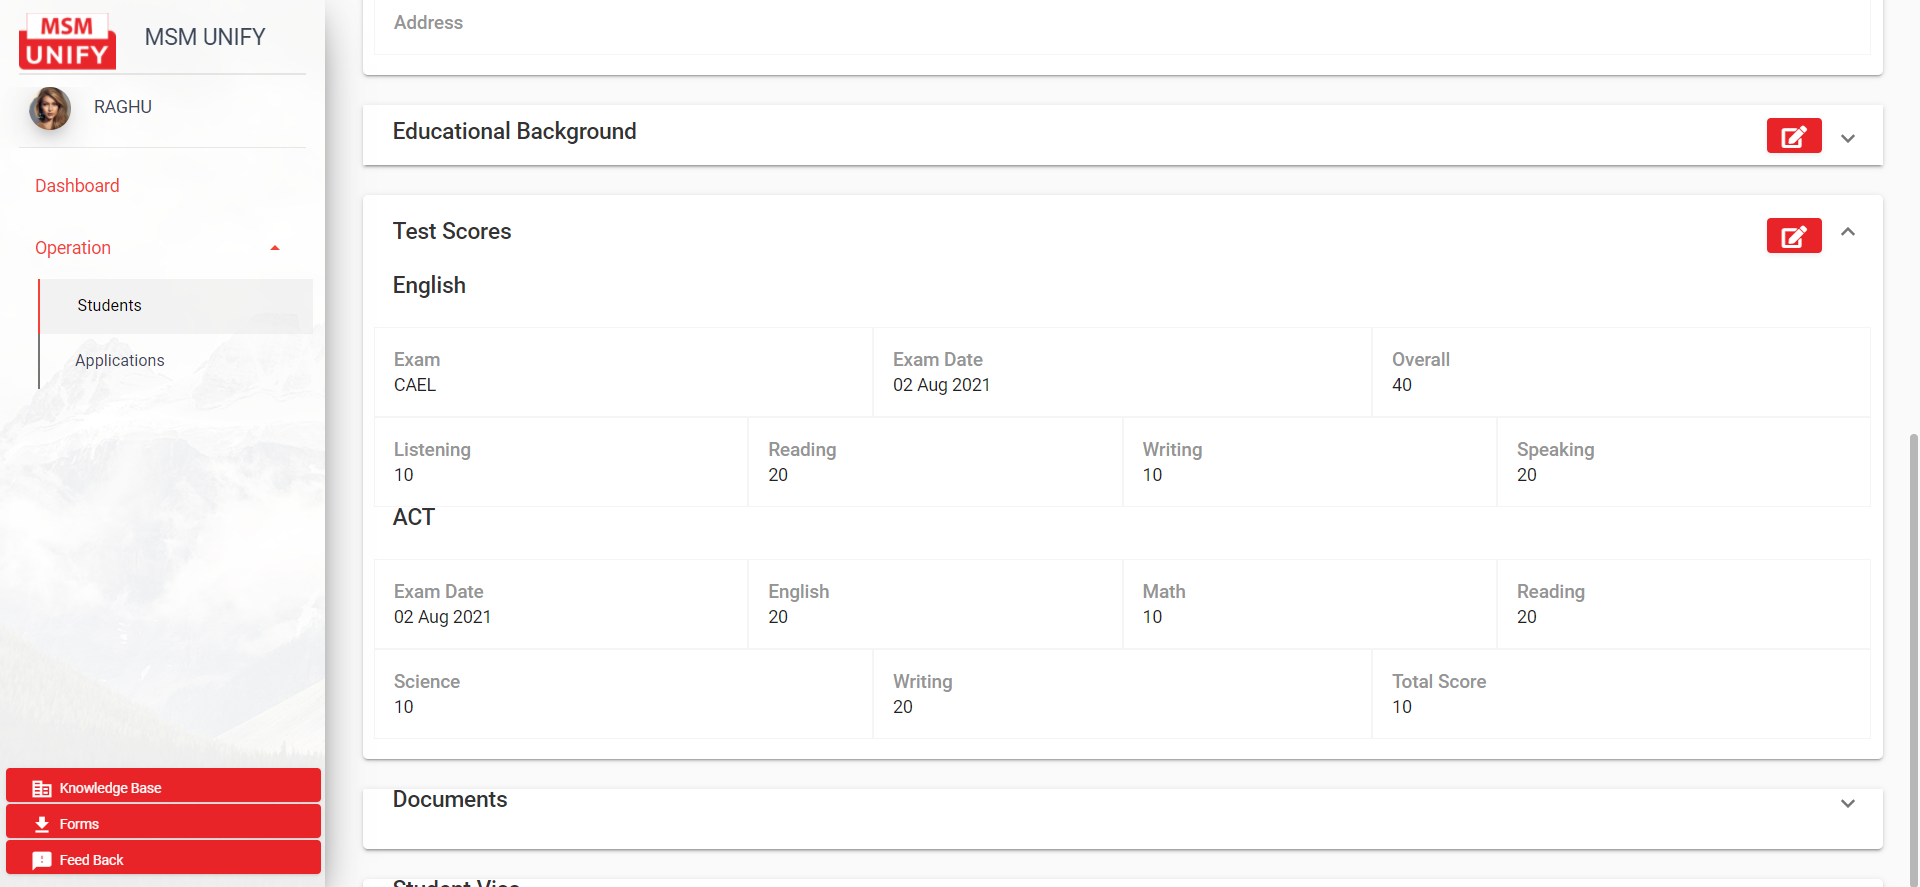 MSM
UNIFY
MSM UNIFY
RAGHU
Dashboard
Operation
Students
Applications
Knowledge Base
Forms
Feed Back
Address
Educational Background
Test Scores
English
Exam
CAEL
Exam Date
02 Aug 2021
Overall
40
Listening
10
Reading
20
Writing
10
Speaking
20
ACT
Exam Date
02 Aug 2021
English
20
Math
10
Reading
20
Science
10
Writing
20
Total Score
10
Documents
Student Visa